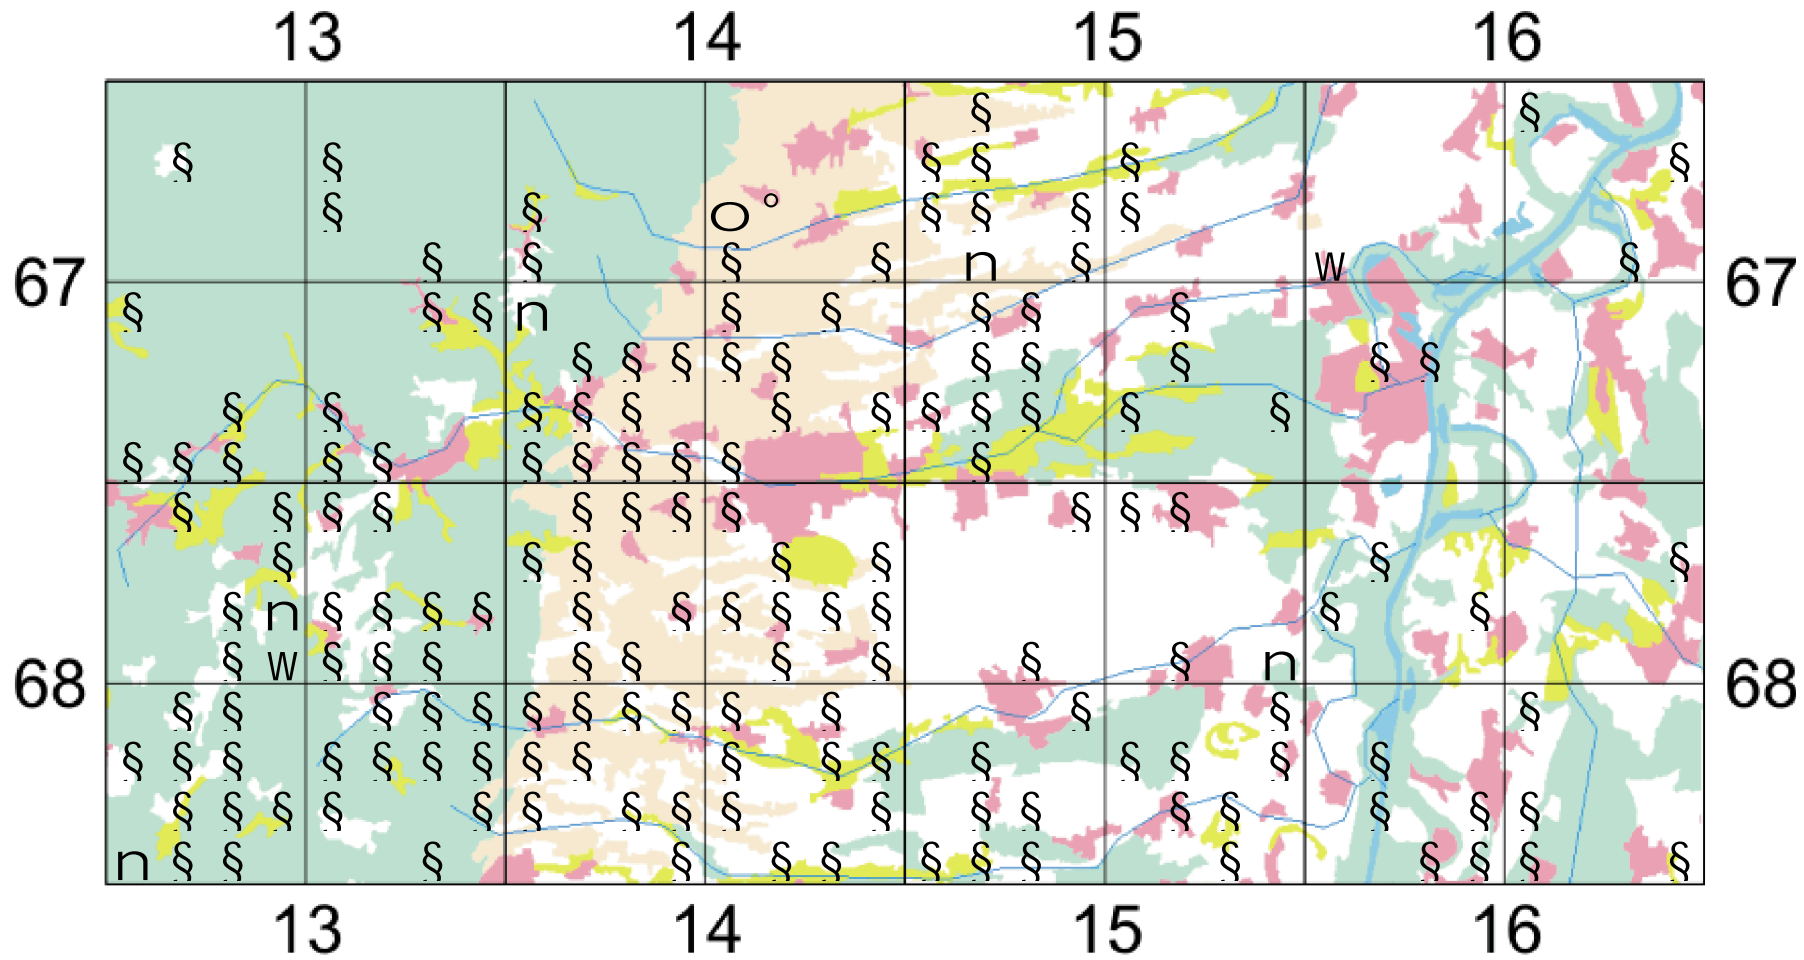 13 14 15 16
§ §
§ § § § § §
§ § o ° § § § §
§ § § § n § w §
67 67
§ § § n § § § § §
§ § § § § § § § § §
§ § § § § § § § § § § §
§ § § § § § § § § § §
§ § § § § § § § § § §
§ § § § § § §
§ n § § § § § § § § § § § §
§ w § § § § § § § § § n
68 68
§ § § § § § § § § § § § § §
§ § § § § § § § § § § § § § § § §
§ § § § § § § § § § § § § § § § §
n § § § § § § § § § § § § § §
13 14 15 16